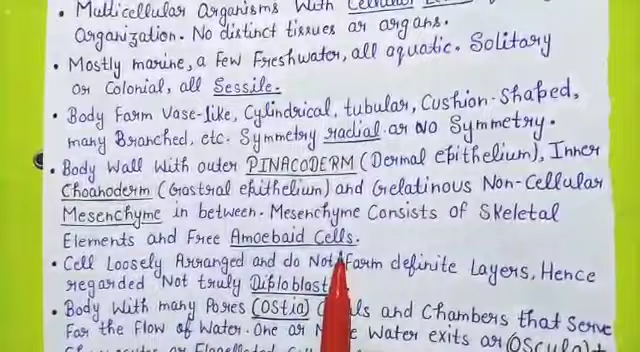 • Multicellular Organisms With Cellular
Organization. No distinct tissues or organs.
• Mostly marine, a few Freshwater, all aquatic. Solitary
or Colonial, all Sessile.
• Body Form Vase-like, Cylindrical, tubular, Cushion-Shaped,
many Branched, etc. Symmetry radial or No Symmetry.
• Body Wall With outer PINACODERM (Dermal epithelium), Inner
Choanoderm (Gastral epithelium) and Gelatinous Non-Cellular
Mesenchyme in between. Mesenchyme Consists of Skeletal
Elements and Free Amoebaid Cells.
• Cell Loosely Arranged and do Not Form definite Layers, Hence
regarded Not truly Diploblast
• Body With many Pores (Ostia) and Chambers that Serve
For the Flow of Water. One or Water exits or